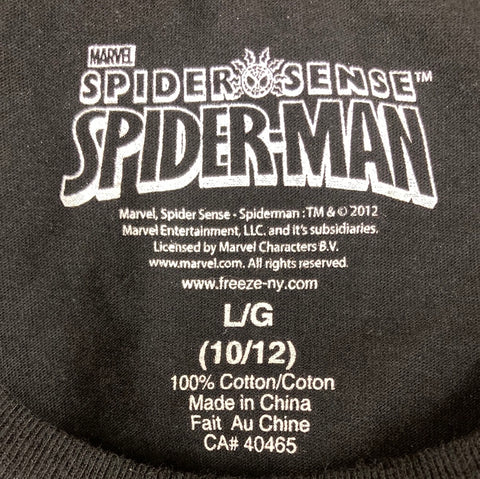 MARVEL
SPIDER SENSE™
SPIDER-MAN
Marvel, Spider Sense - Spiderman : TM & © 2012
Marvel Entertainment, LLC. and it's subsidiaries.
Licensed by Marvel Characters B.V.
www.marvel.com. All rights reserved.
www.freeze-ny.com
L/G
(10/12)
100% Cotton/Coton
Made in China
Fait Au Chine
CA# 40465